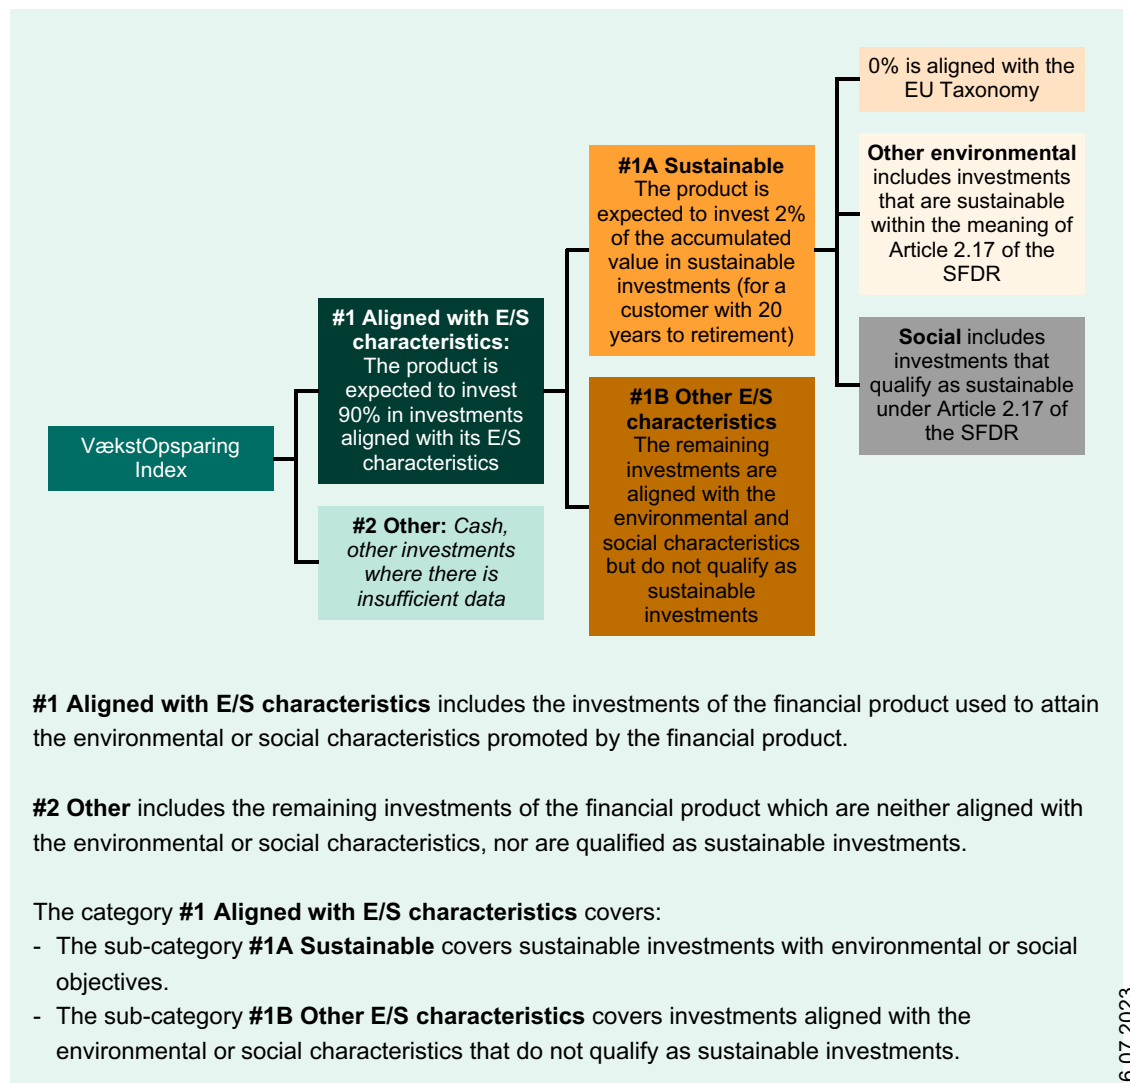 VækstOpsparing
Index
#1 Aligned with E/S
characteristics:
The product is
expected to invest
90% in investments
aligned with its E/S
characteristics
#2 Other: Cash,
other investments
where there is
insufficient data
#1A Sustainable
The product is
expected to invest 2%
of the accumulated
value in sustainable
investments (for a
customer with 20
years to retirement)
#1B Other E/S
characteristics
The remaining
investments are
aligned with the
environmental and
social characteristics
but do not qualify as
sustainable
investments
0% is aligned with the
EU Taxonomy
Other environmental
includes investments
that are sustainable
within the meaning of
Article 2.17 of the
SFDR
Social includes
investments that
qualify as sustainable
under Article 2.17 of
the SFDR
#1 Aligned with E/S characteristics includes the investments of the financial product used to attain
the environmental or social characteristics promoted by the financial product.
#2 Other includes the remaining investments of the financial product which are neither aligned with
the environmental or social characteristics, nor are qualified as sustainable investments.
The category #1 Aligned with E/S characteristics covers:
- The sub-category #1A Sustainable covers sustainable investments with environmental or social
objectives.
- The sub-category #1B Other E/S characteristics covers investments aligned with the
environmental or social characteristics that do not qualify as sustainable investments.
6.07.2023